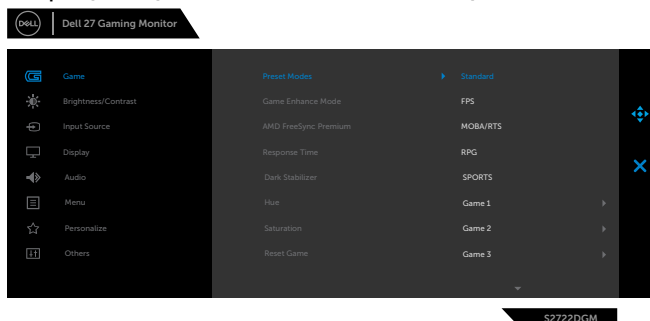 DELL
Dell 27 Gaming Monitor
Game
Preset Modes
Standard
Brightness/Contrast
Game Enhance Mode
FPS
Input Source
AMD FreeSync Premium
MOBA/RTS
Display
Response Time
RPG
Audio
Dark Stabilizer
SPORTS
Menu
Hue
Game 1
Personalize
Saturation
Game 2
Others
Reset Game
Game 3
S2722DGM